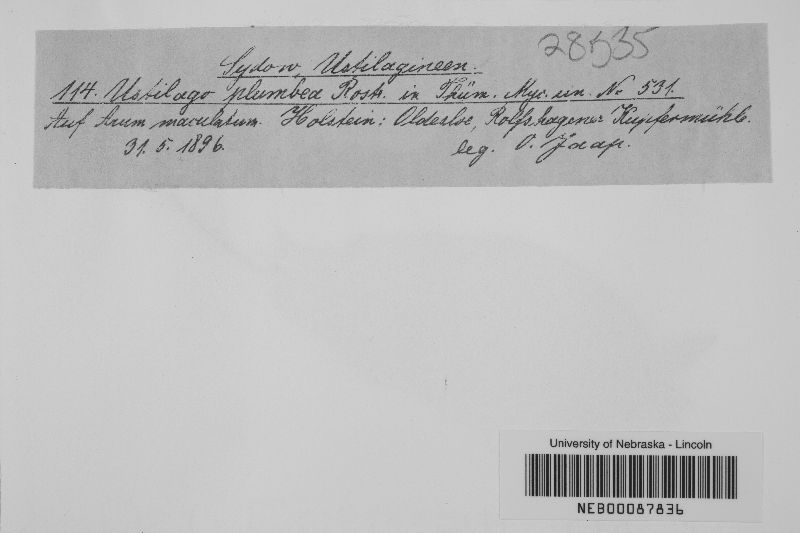 28535
Sydow, Ustilagineen.
114. Ustilago plumbea Rostr. in Thüm. Myc. un. No 531.
Auf Arum maculatum. Holstein: Oldesloe, Rolfshagener Kupfermühle.
31. 5. 1896. leg. O. Jaap.
University of Nebraska - Lincoln
NEB00087836